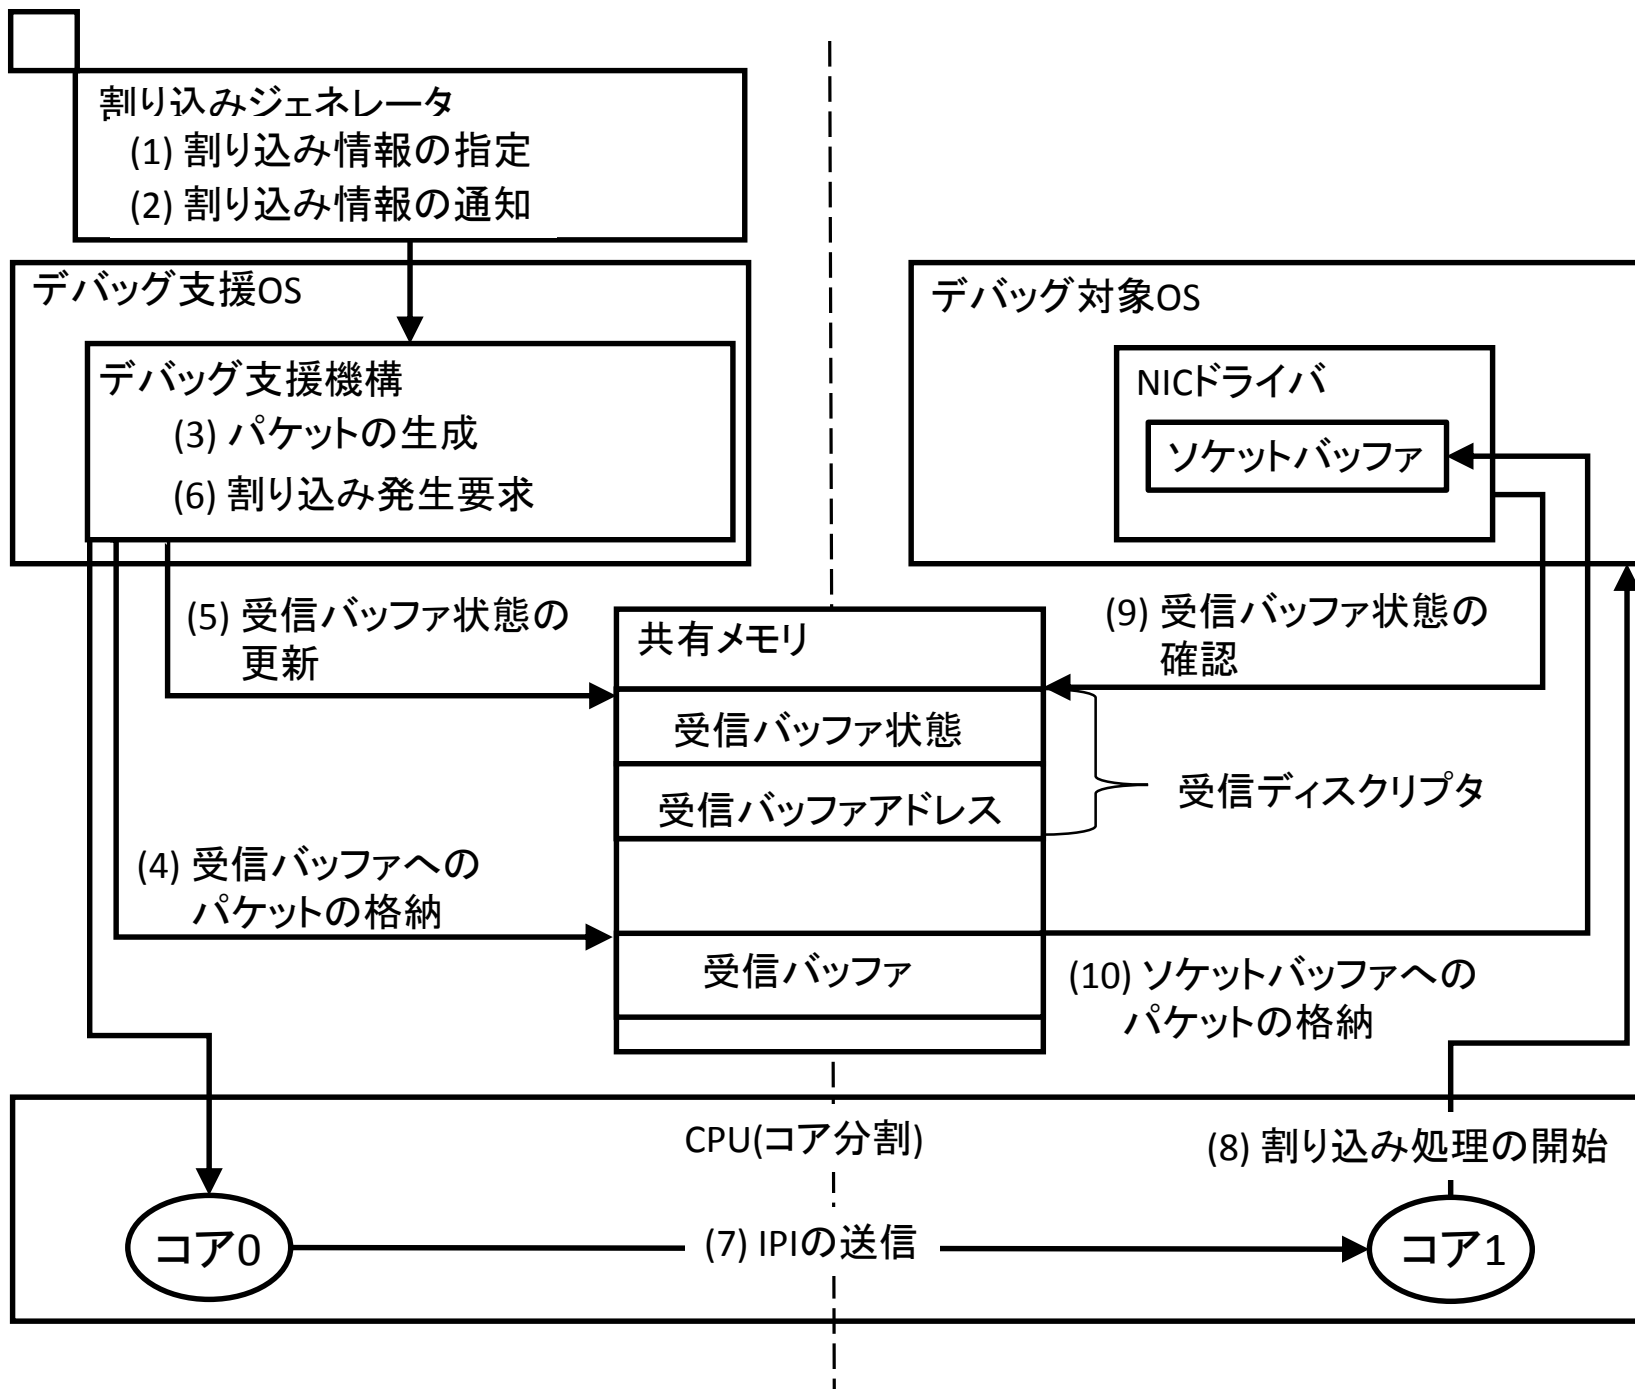 割り込みジェネレータ
(1) 割り込み情報の指定
(2) 割り込み情報の通知
デバッグ支援OS
デバッグ支援機構
(3) パケットの生成
(6) 割り込み発生要求
デバッグ対象OS
NICドライバ
ソケットバッファ
(5) 受信バッファ状態の
更新
共有メモリ
(9) 受信バッファ状態の
確認
受信バッファ状態
受信バッファアドレス
受信ディスクリプタ
(4) 受信バッファへの
パケットの格納
受信バッファ
(10) ソケットバッファへの
パケットの格納
CPU(コア分割)
(8) 割り込み処理の開始
コア0
(7) IPIの送信
コア1